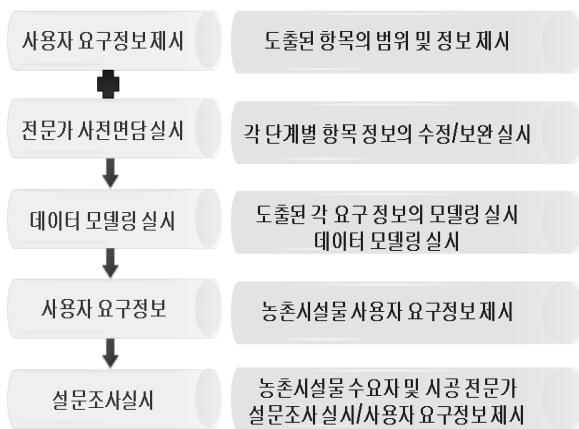 사용자 요구정보 제시
도출된 항목의 범위 및 정보 제시
전문가 사전면담 실시
각 단계별 항목 정보의 수정/보완 실시
데이터 모델링 실시
도출된 각 요구 정보의 모델링 실시
데이터 모델링 실시
사용자 요구정보
농촌시설물 사용자 요구정보 제시
설문조사실시
농촌시설물 수요자 및 시공 전문가
설문조사 실시/사용자 요구정보 제시